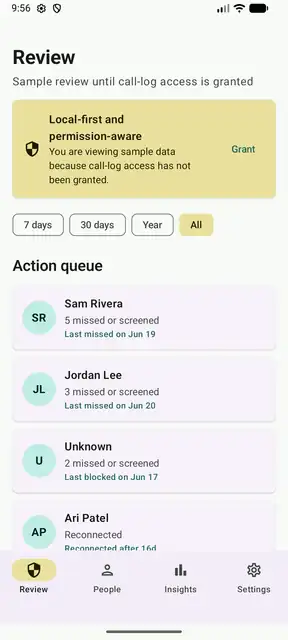 9:56
Review
Sample review until call-log access is granted
Local-first and
permission-aware
You are viewing sample data
because call-log access has not
been granted.
Grant
7 days
30 days
Year
All
Action queue
SR
Sam Rivera
5 missed or screened
Last missed on Jun 19
JL
Jordan Lee
3 missed or screened
Last missed on Jun 20
U
Unknown
2 missed or screened
Last blocked on Jun 17
AP
Ari Patel
Reconnected
Reconnected after 16d
Review
People
Insights
Settings